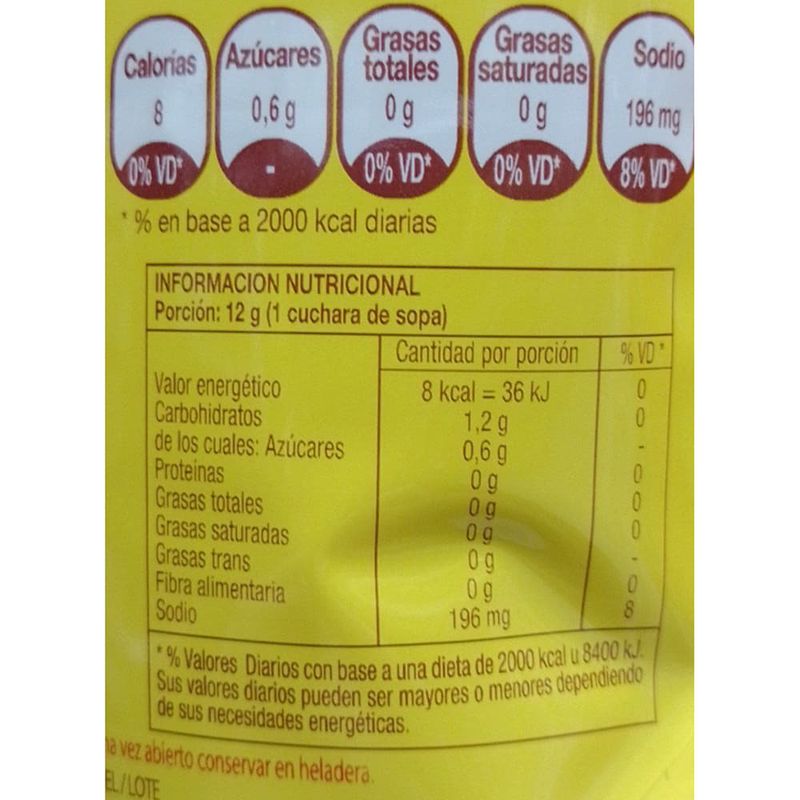 Calorías
8
0% VD*
Azúcares
0,6 g
-
Grasas
totales
0 g
0% VD*
Grasas
saturadas
0 g
0% VD*
Sodio
196 mg
8% VD*
* % en base a 2000 kcal diarias
INFORMACION NUTRICIONAL
Porción: 12 g (1 cuchara de sopa)
Cantidad por porción % VD *
Valor energético 8 kcal = 36 kJ 0
Carbohidratos 1,2 g 0
de los cuales: Azúcares 0,6 g -
Proteinas 0 g 0
Grasas totales 0 g 0
Grasas saturadas 0 g 0
Grasas trans 0 g -
Fibra alimentaria 0 g 0
Sodio 196 mg 8
* % Valores Diarios con base a una dieta de 2000 kcal u 8400 kJ.
Sus valores diarios pueden ser mayores o menores dependiendo
de sus necesidades energéticas.
vez abierto conservar en heladera.
/LOTE